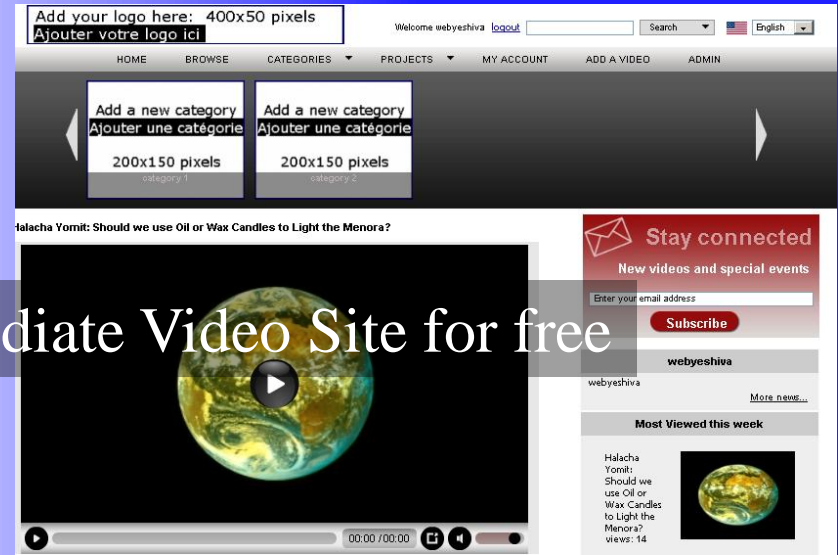 Add your logo here: 400x50 pixels
Ajouter votre logo ici
Welcome webyeshiva logout
Search
English
HOME BROWSE CATEGORIES PROJECTS MY ACCOUNT ADD A VIDEO ADMIN
Add a new category
Ajouter une catégorie
200x150 pixels
category 1
Add a new category
Ajouter une catégorie
200x150 pixels
category 2
Halacha Yomit: Should we use Oil or Wax Candles to Light the Menora?
Stay connected
New videos and special events
Enter your email address
Subscribe
diate Video Site for free
webyeshiva
webyeshiva
More news...
Most Viewed this week
Halacha
Yomit:
Should we
use Oil or
Wax Candles
to Light the
Menora?
views: 14
00:00 / 00:00